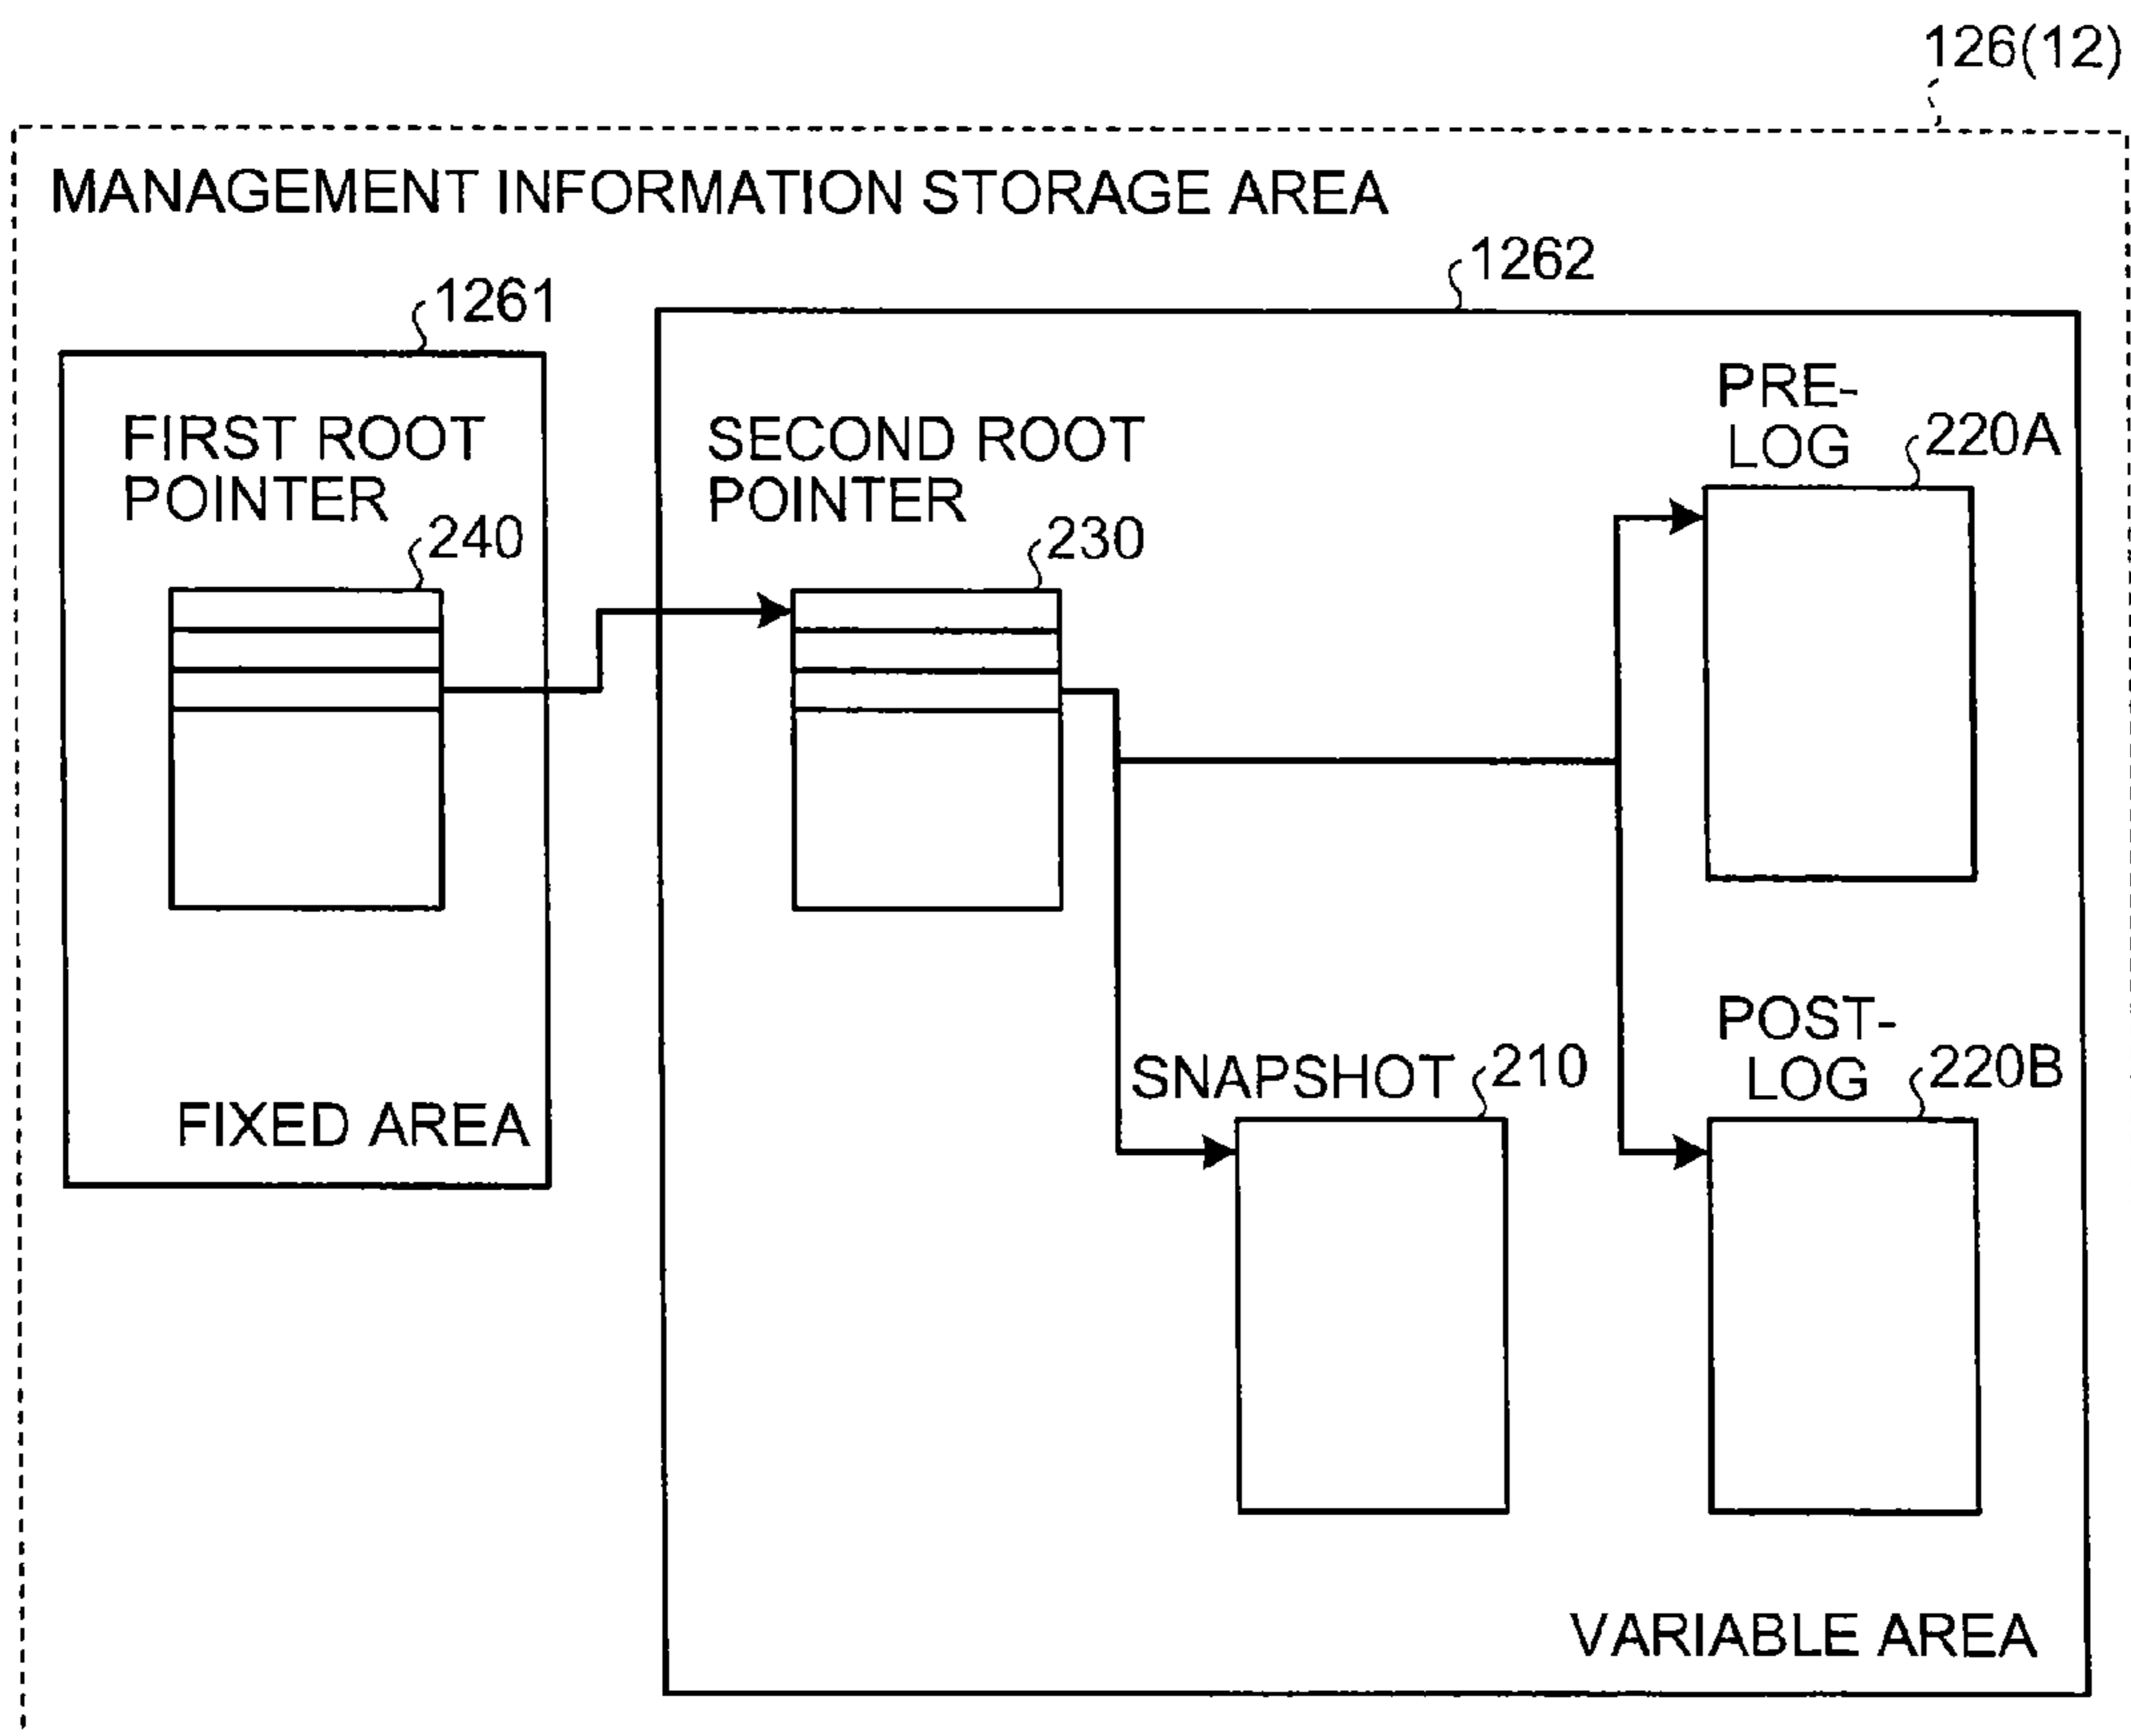 126(12)
MANAGEMENT INFORMATION STORAGE AREA
1261
1262
FIRST ROOT
POINTER
240
SECOND ROOT
POINTER
230
PRE-
LOG
220A
SNAPSHOT
210
POST-
LOG
220B
FIXED AREA
VARIABLE AREA